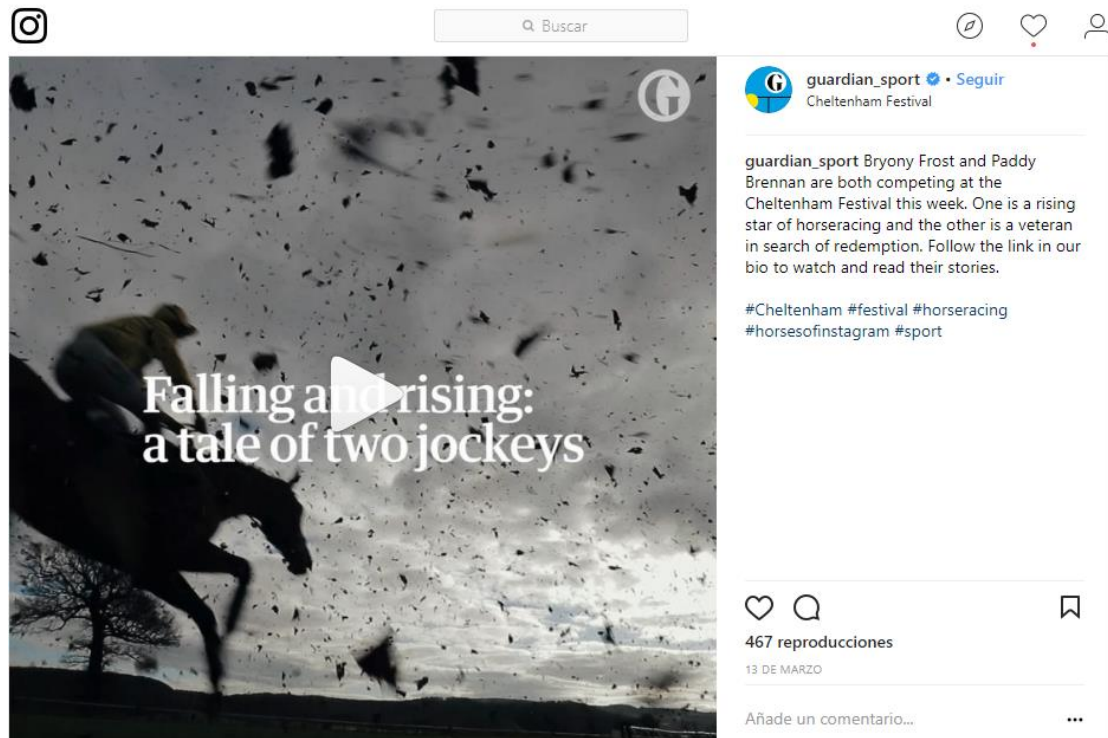 Buscar
G
Falling and rising:
a tale of two jockeys
G
guardian_sport • Seguir
Cheltenham Festival
guardian_sport Bryony Frost and Paddy
Brennan are both competing at the
Cheltenham Festival this week. One is a rising
star of horseracing and the other is a veteran
in search of redemption. Follow the link in our
bio to watch and read their stories.
#Cheltenham #festival #horseracing
#horsesofinstagram #sport
467 reproducciones
13 DE MARZO
Añade un comentario...